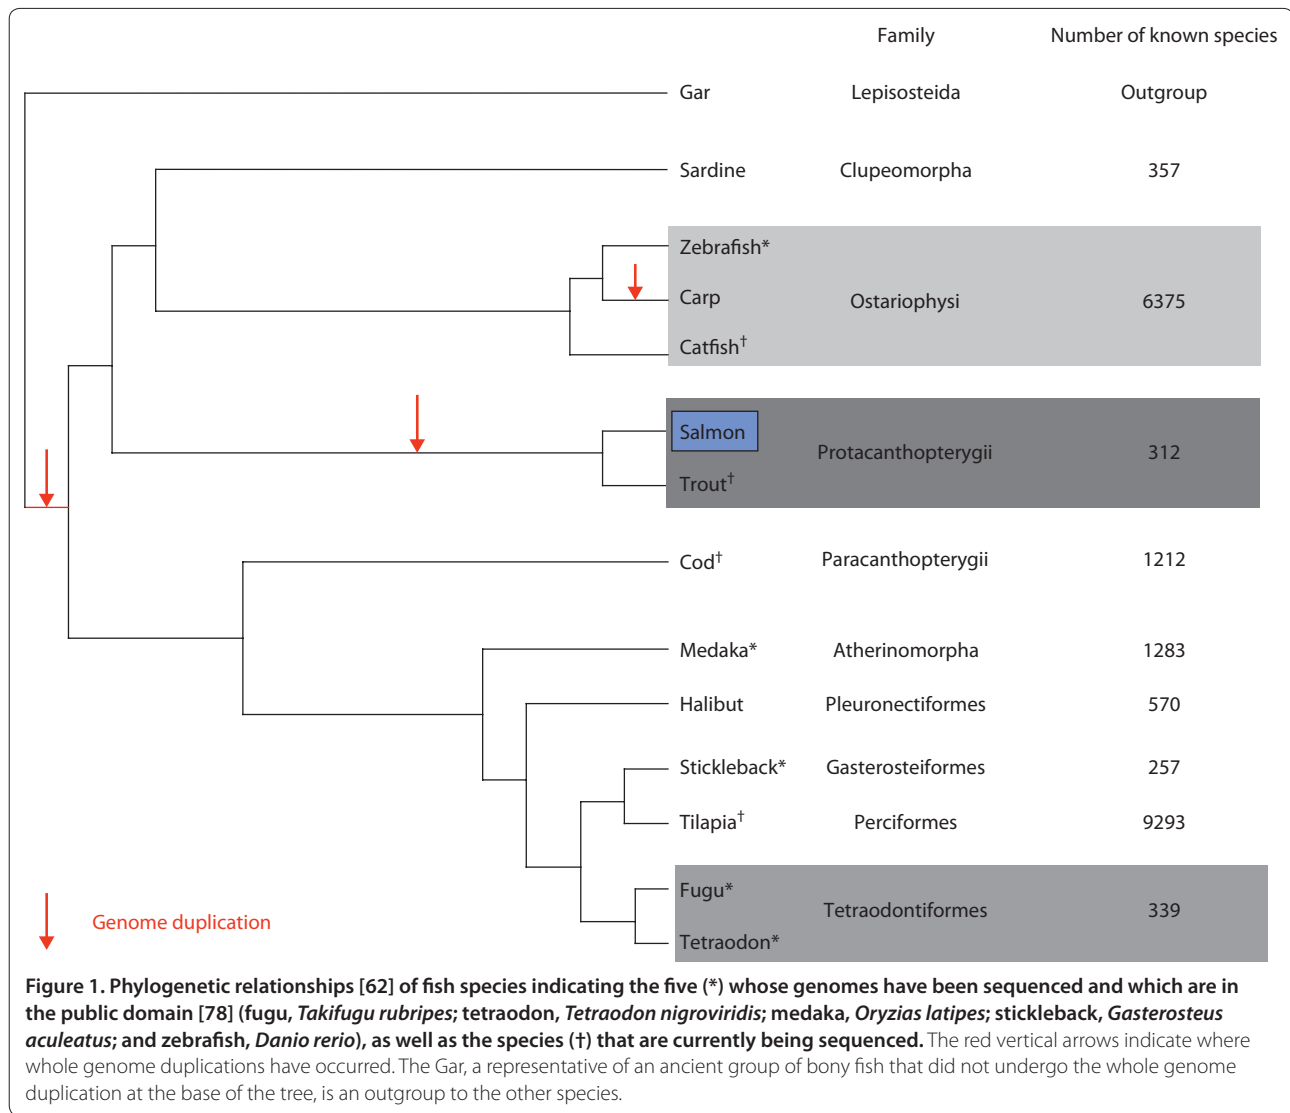 Family Number of known species
Gar Lepisosteida Outgroup
Sardine Clupeomorpha 357
Zebrafish*
Carp Ostariophysi 6375
Catfish†
Salmon
Protacanthopterygii 312
Trout†
Cod† Paracanthopterygii 1212
Medaka* Atherinomorpha 1283
Halibut Pleuronectiformes 570
Stickleback* Gasterosteiformes 257
Tilapia† Perciformes 9293
Fugu*
Tetraodontiformes 339
Tetraodon*
Genome duplication
Figure 1. Phylogenetic relationships [62] of fish species indicating the five (*) whose genomes have been sequenced and which are in
the public domain [78] (fugu, Takifugu rubripes; tetraodon, Tetraodon nigroviridis; medaka, Oryzias latipes; stickleback, Gasterosteus
aculeatus; and zebrafish, Danio rerio), as well as the species (†) that are currently being sequenced. The red vertical arrows indicate where
whole genome duplications have occurred. The Gar, a representative of an ancient group of bony fish that did not undergo the whole genome
duplication at the base of the tree, is an outgroup to the other species.